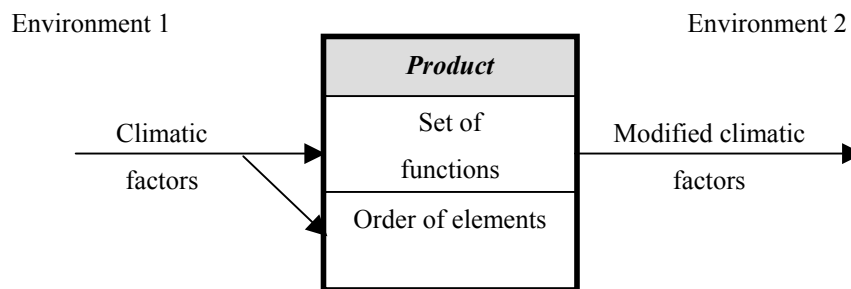 Environment 1
Environment 2
Product
Climatic
factors
Set of
functions
Modified climatic
factors
Order of elements